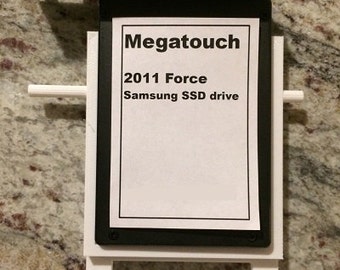 Megatouch
2011 Force
Samsung SSD drive